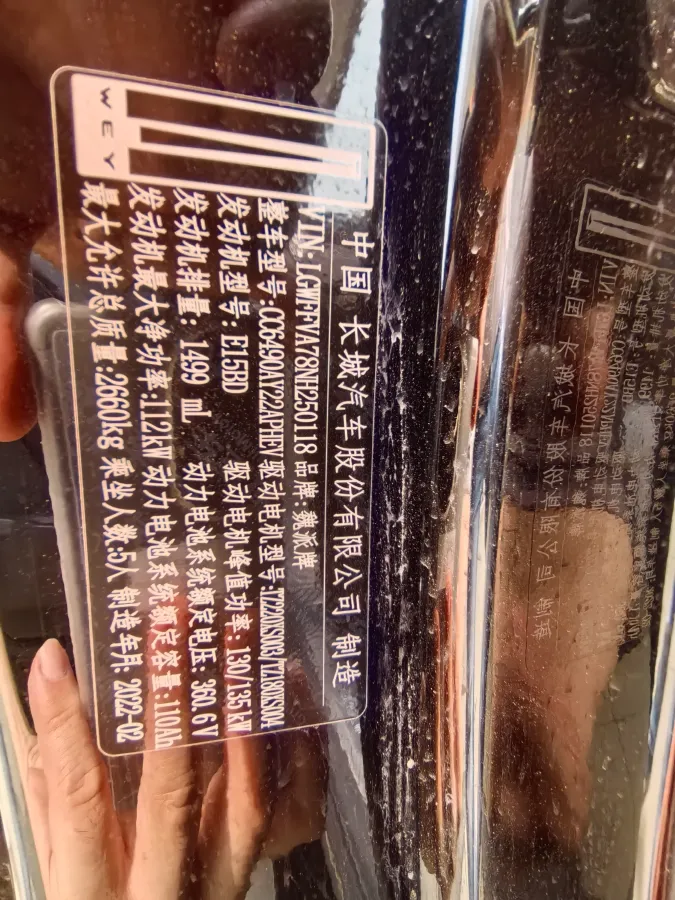 WEY
中国 长城汽车股份有限公司 制造
VIN:LGWFFVA78NH250118 品牌:魏派牌
整车型号:CC6490AY22APHEV 驱动电机型号:TZ220XS063/TZ180XS04
发动机型号:E15BD 驱动电机峰值功率:130/135kW
发动机排量:1499 mL 动力电池系统额定电压:360.6V
发动机最大净功率:112kW 动力电池系统额定容量:110Ah
最大允许总质量:2660kg 乘坐人数:5人 制造年月:2022-02